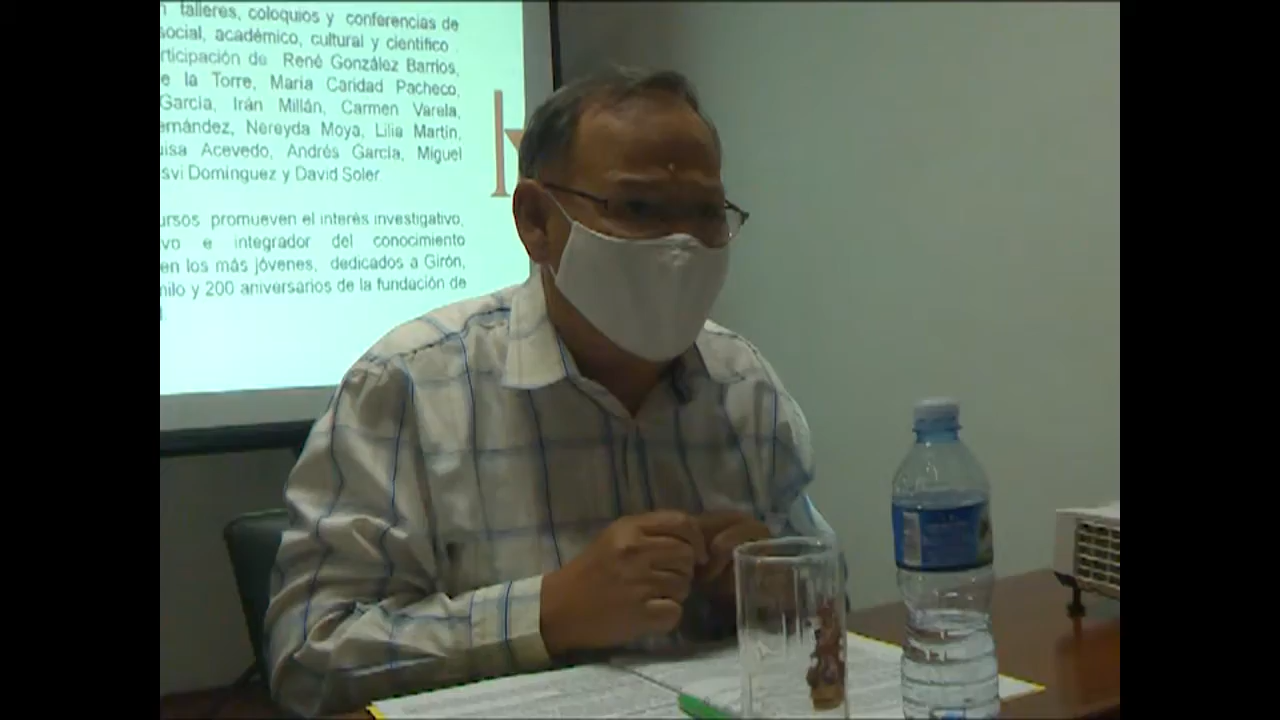 talleres, coloquios y conferencias de
social, académico, cultural y científico .
rticipación de René González Barrios,
e la Torre, María Caridad Pacheco,
García, Irán Millán, Carmen Varela,
ernández, Nereyda Moya, Lilia Martín,
uisa Acevedo, Andrés García, Miguel
svi Domínguez y David Soler
ursos promueven el interés investigativo,
vo e integrador del conocimiento
en los más jóvenes, dedicados a Girón,
milo y 200 aniversarios de la fundación de